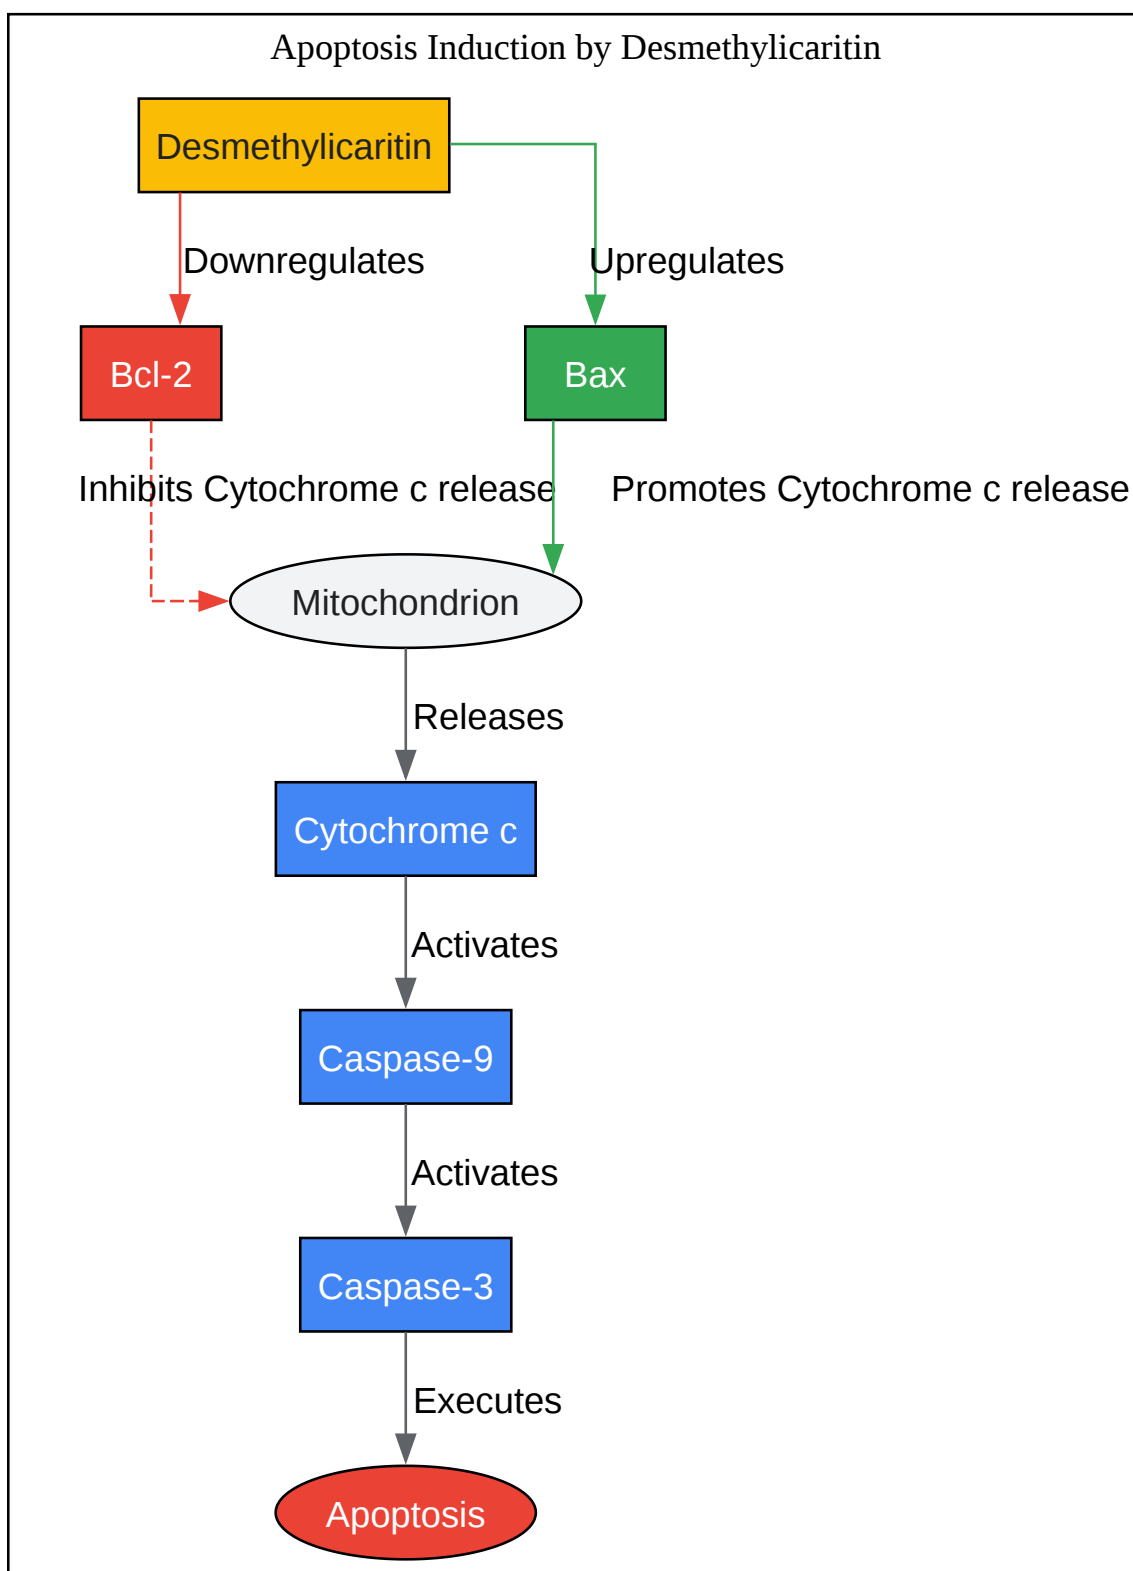 Apoptosis Induction by Desmethylicaritin
Desmethylicaritin
Downregulates
Upregulates
Bcl-2
Bax
Inhibits Cytochrome c release
Promotes Cytochrome c release
Mitochondrion
Releases
Cytochrome c
Activates
Caspase-9
Activates
Caspase-3
Executes
Apoptosis